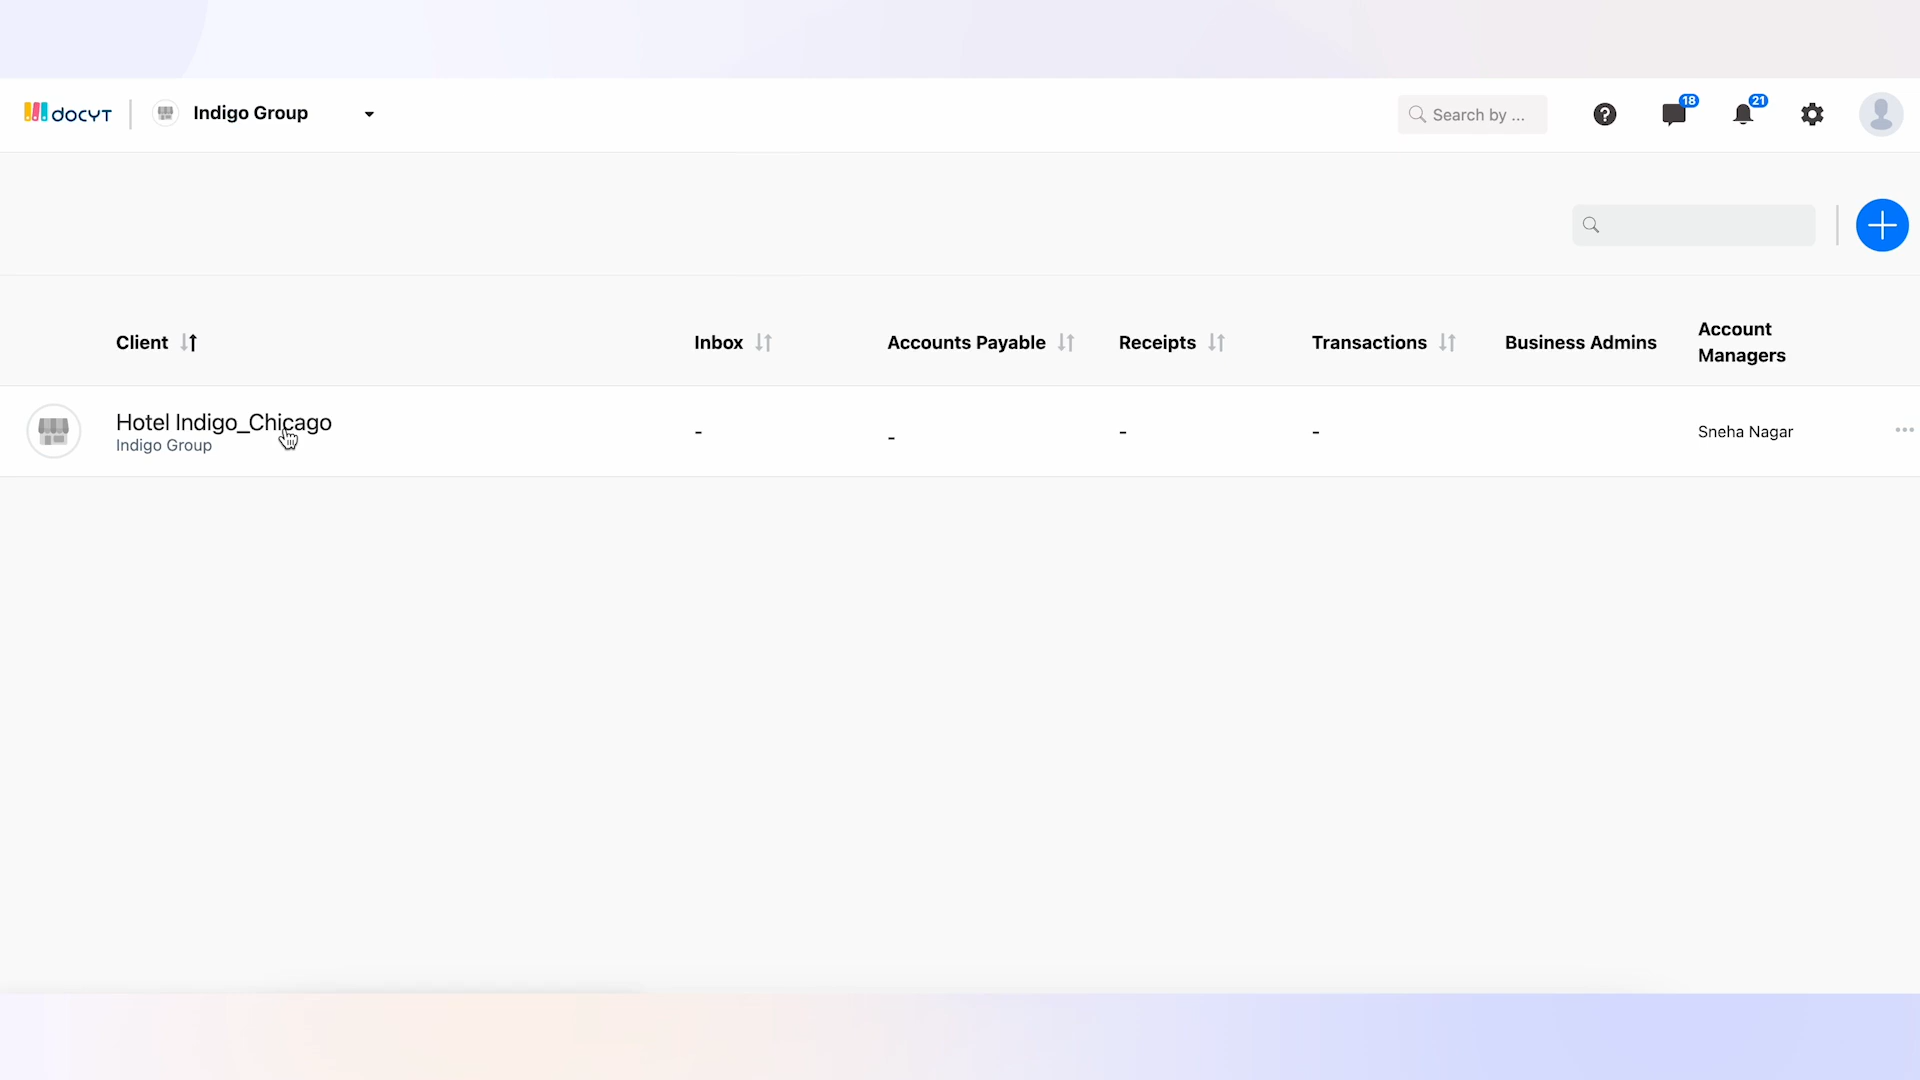 docyt
Indigo Group
Search by ...
18
21
Client
Inbox
Accounts Payable
Receipts
Transactions
Business Admins
Account
Managers
Hotel Indigo_Chicago
Indigo Group
-
-
-
-
Sneha Nagar